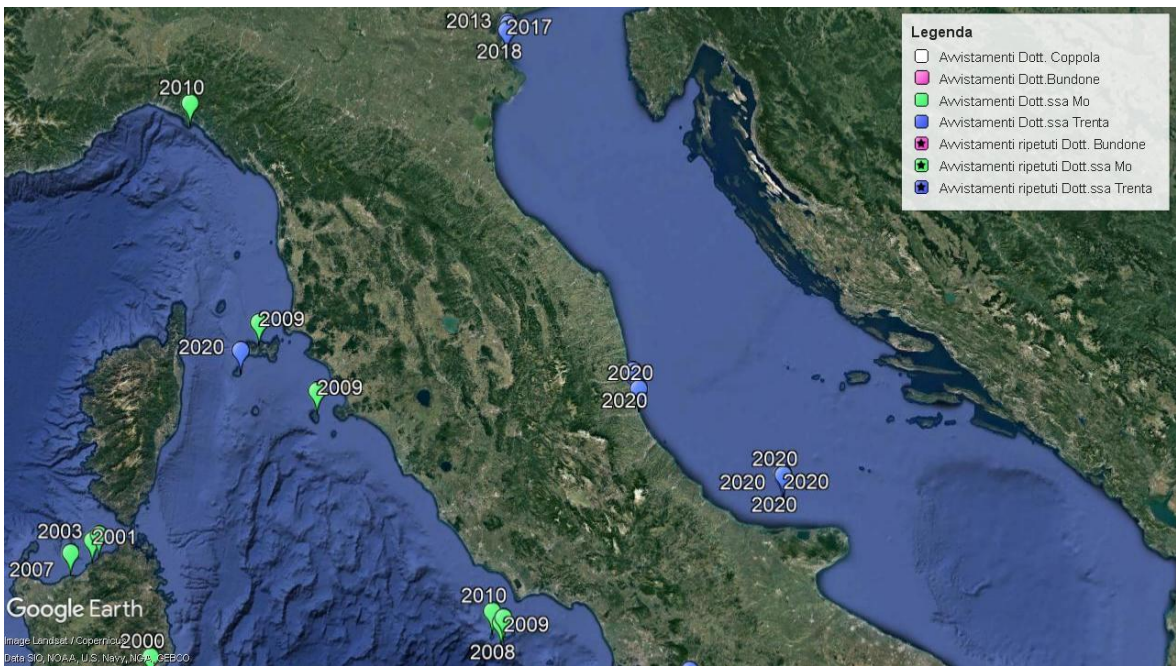 2013
2017
2018
Legenda
Avvistamenti Dott. Coppola
Avvistamenti Dott.Bundone
Avvistamenti Dott.ssa Mo
Avvistamenti Dott.ssa Trenta
Avvistamenti ripetuti Dott. Bundone
Avvistamenti ripetuti Dott.ssa Mo
Avvistamenti ripetuti Dott.ssa Trenta
2010
2009
2020
2009
2020
2020
2020
2020
2020
2020
2003
2001
2007
2010
2009
2008
2000
Google Earth
Image Landsat / Copernicus
Data SIO, NOAA, U.S. Navy, NGA, GEBCO